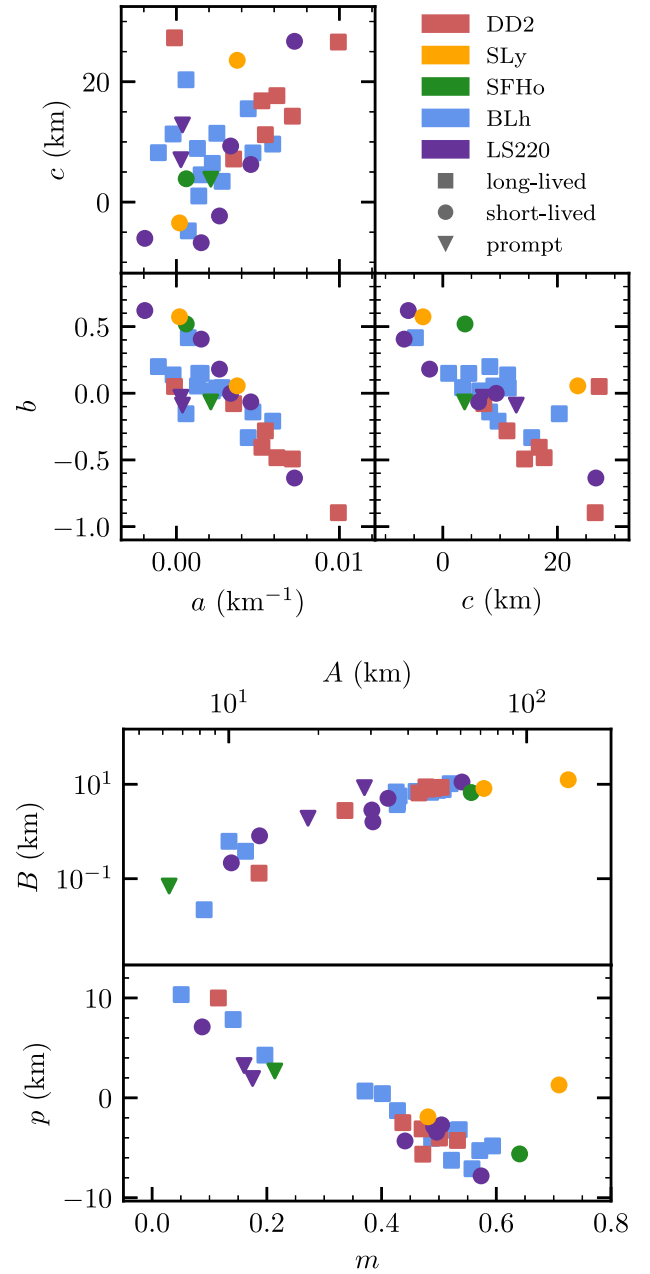 DD2
SLy
SFHo
BLh
LS220
long-lived
short-lived
prompt
c (km)
20
0
b
0.5
0.0
−0.5
−1.0
0.00
0.01
a (km⁻¹)
0
20
c (km)
A (km)
10¹
10²
B (km)
10¹
10⁻¹
p (km)
10
0
−10
0.0
0.2
0.4
0.6
0.8
m